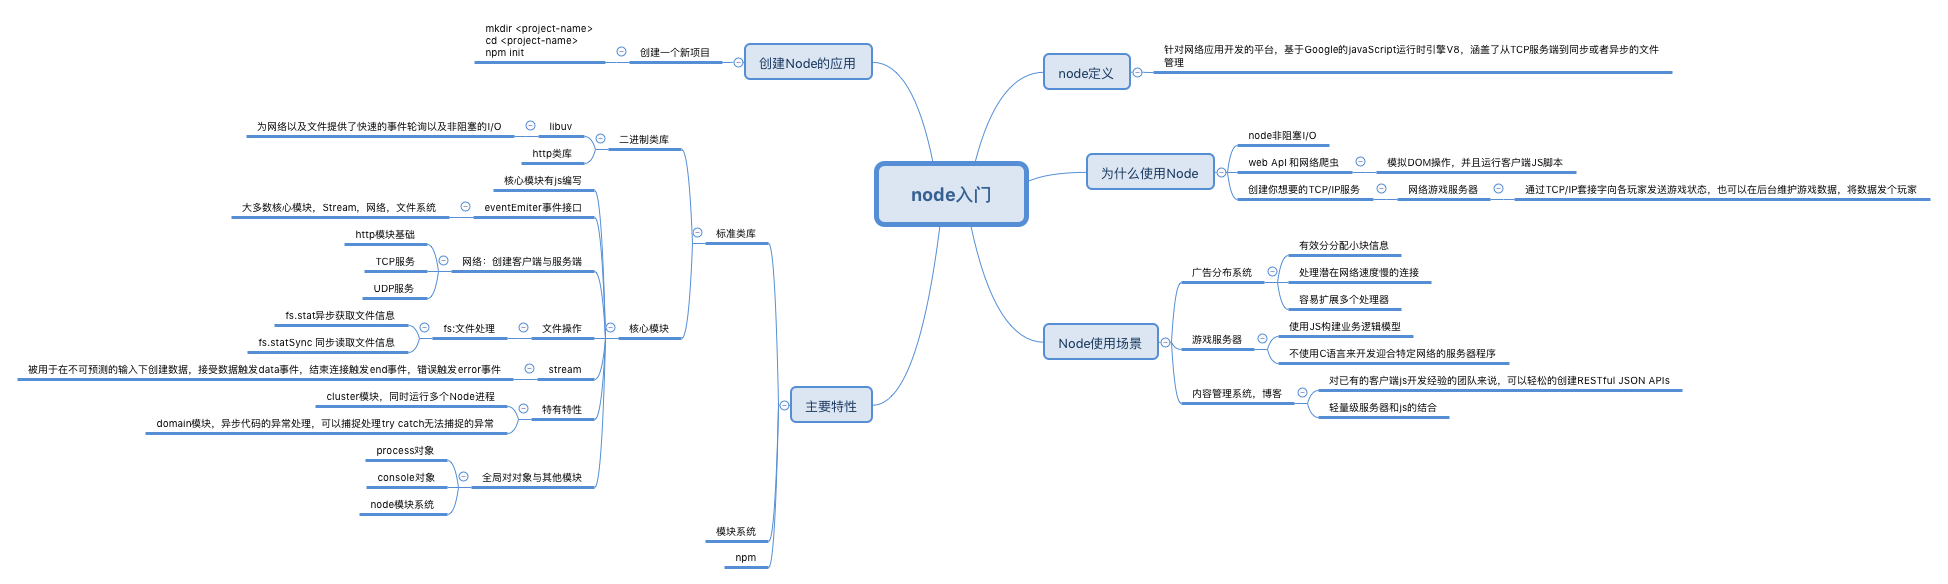 node入门
node定义
针对网络应用开发的平台，基于Google的javaScript运行时引擎V8，涵盖了从TCP服务端到同步或者异步的文件
管理
为什么使用Node
node非阻塞I/O
web ApI 和网络爬虫
模拟DOM操作，并且运行客户端JS脚本
创建你想要的TCP/IP服务
网络游戏服务器
通过TCP/IP套接字向各玩家发送游戏状态，也可以在后台维护游戏数据，将数据发个玩家
Node使用场景
广告分布系统
有效分分配小块信息
处理潜在网络速度慢的连接
容易扩展多个处理器
游戏服务器
使用JS构建业务逻辑模型
不使用C语言来开发迎合特定网络的服务器程序
内容管理系统，博客
对已有的客户端js开发经验的团队来说，可以轻松的创建RESTful JSON APIs
轻量级服务器和js的结合
创建Node的应用
创建一个新项目
mkdir <project-name>
cd <project-name>
npm init
主要特性
标准类库
二进制类库
libuv
为网络以及文件提供了快速的事件轮询以及非阻塞的I/O
http类库
核心模块
核心模块有js编写
eventEmiter事件接口
大多数核心模块，Stream，网络，文件系统
网络：创建客户端与服务端
http模块基础
TCP服务
UDP服务
文件操作
fs:文件处理
fs.stat异步获取文件信息
fs.statSync 同步读取文件信息
stream
被用于在不可预测的输入下创建数据，接受数据触发data事件，结束连接触发end事件，错误触发error事件
特有特性
cluster模块，同时运行多个Node进程
domain模块，异步代码的异常处理，可以捕捉处理try catch无法捕捉的异常
全局对对象与其他模块
process对象
console对象
node模块系统
模块系统
npm